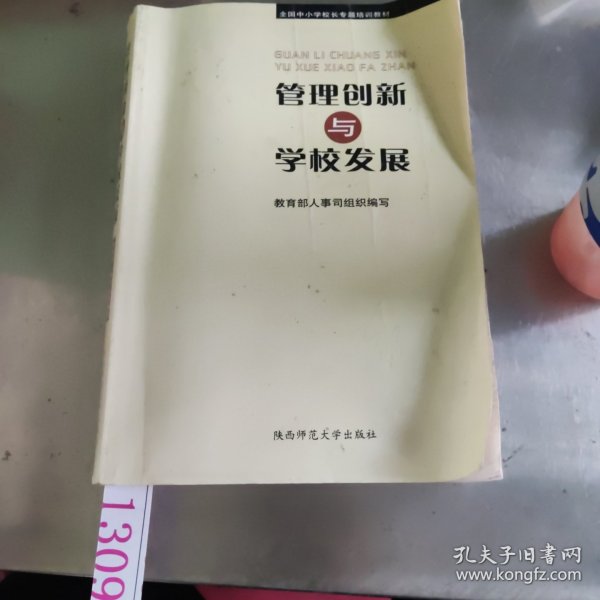 全国中小学校长专题培训教材
GUAN LI CHUANG XIN
YU XUE XIAO FA ZHAN
管理创新
与
学校发展
教育部人事司组织编写
陕西师范大学出版社
1309
孔夫子旧书网
www.kongfz.com